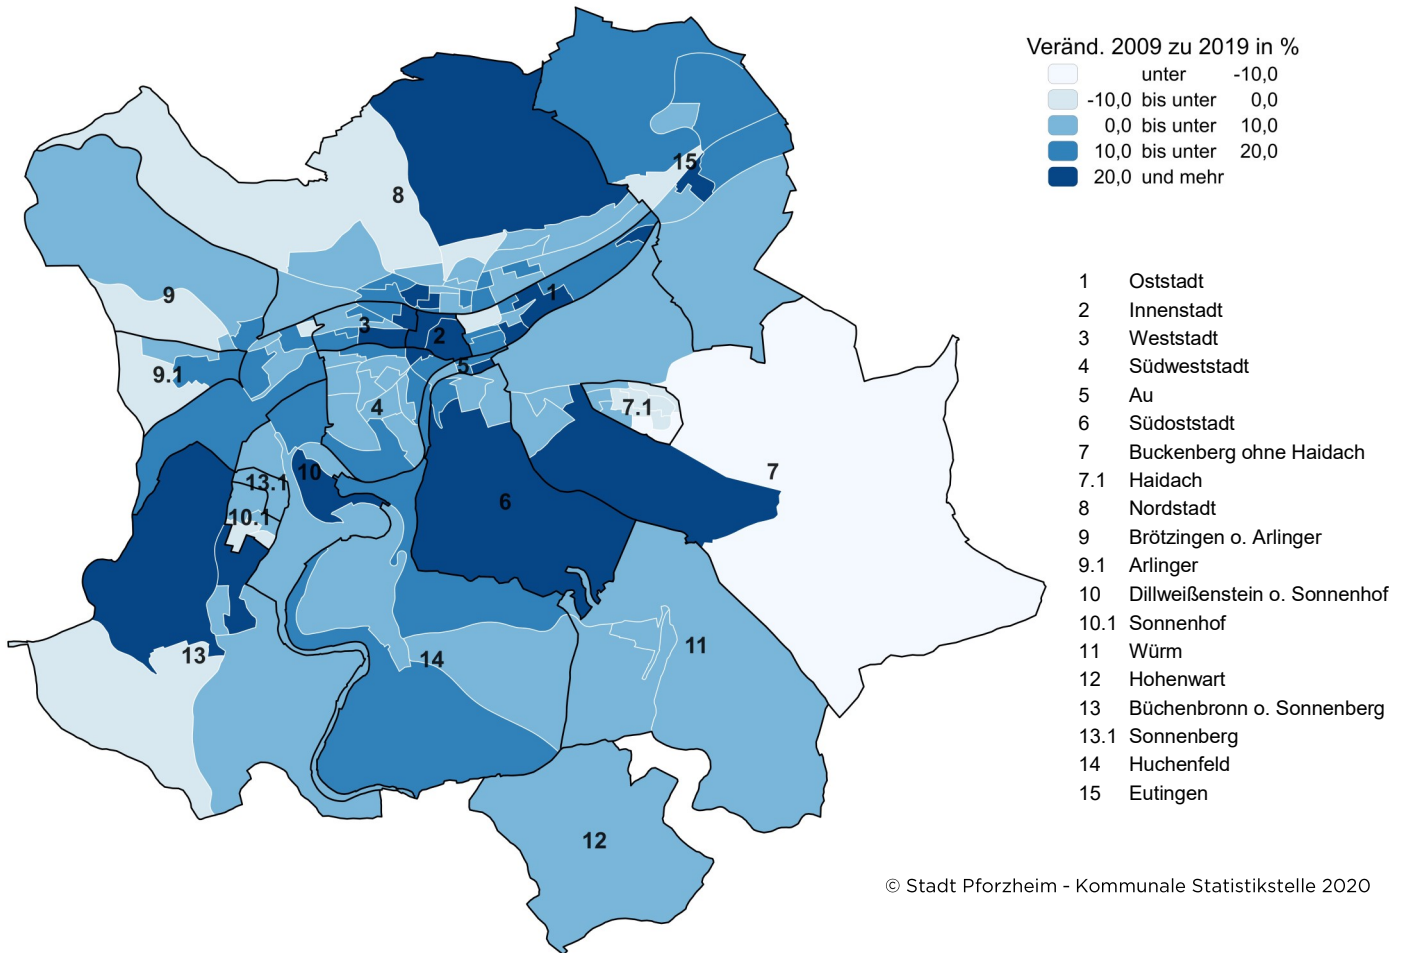 Veränd. 2009 zu 2019 in %
unter -10,0
-10,0 bis unter 0,0
0,0 bis unter 10,0
10,0 bis unter 20,0
20,0 und mehr
15
8
9
1
3
2
5
9.1
4
7.1
10
7
13.1
6
10.1
11
13
14
12
1 Oststadt
2 Innenstadt
3 Weststadt
4 Südweststadt
5 Au
6 Südoststadt
7 Buckenberg ohne Haidach
7.1 Haidach
8 Nordstadt
9 Brötzingen o. Arlinger
9.1 Arlinger
10 Dillweißenstein o. Sonnenhof
10.1 Sonnenhof
11 Würm
12 Hohenwart
13 Büchenbronn o. Sonnenberg
13.1 Sonnenberg
14 Huchenfeld
15 Eutingen
© Stadt Pforzheim - Kommunale Statistikstelle 2020